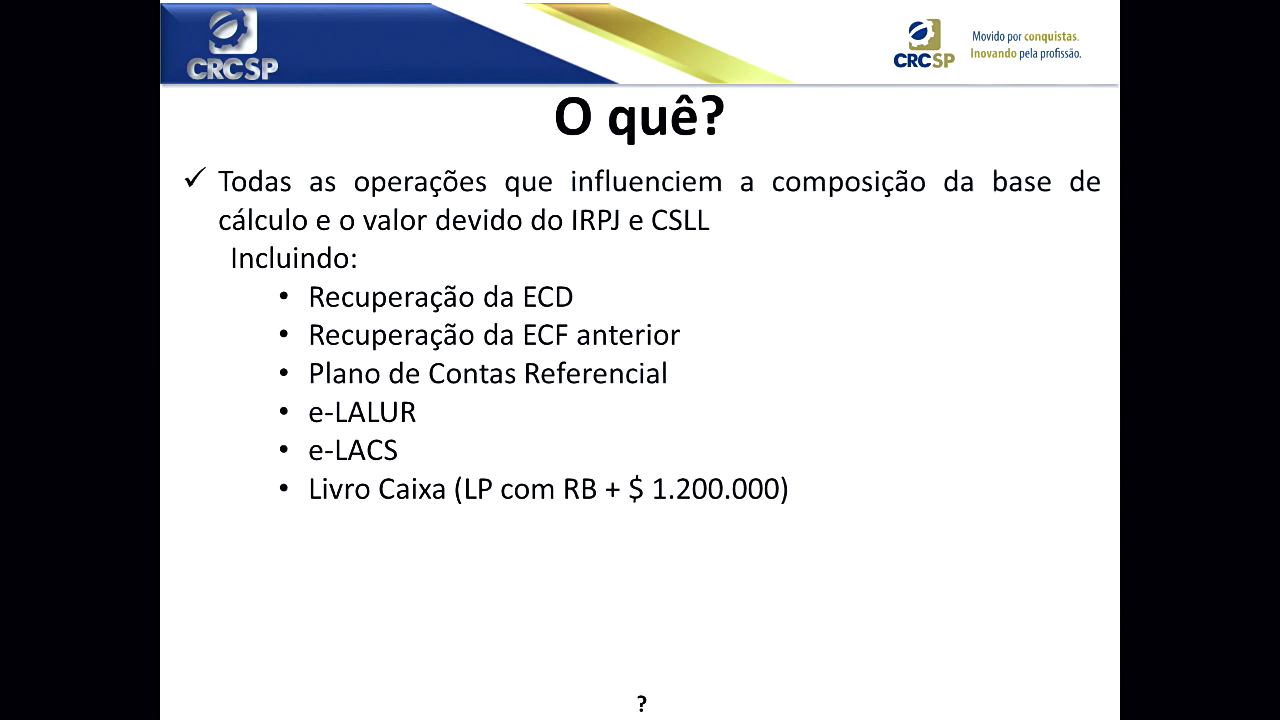 CRCSP
CRCSP
Movido por conquistas.
Inovando pela profissão.
O quê?
✓ Todas as operações que influenciem a composição da base de
cálculo e o valor devido do IRPJ e CSLL
Incluindo:
• Recuperação da ECD
• Recuperação da ECF anterior
• Plano de Contas Referencial
• e-LALUR
• e-LACS
• Livro Caixa (LP com RB + $ 1.200.000)
?